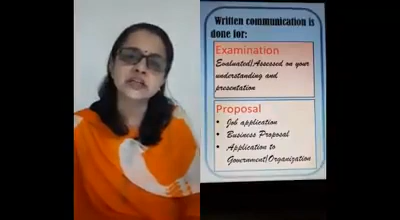 Written communication is
done for:
Examination
Evaluated/Assessed on your
understanding and
presentation
Proposal
• Job application
• Business Proposal
• Application to
Government/Organization